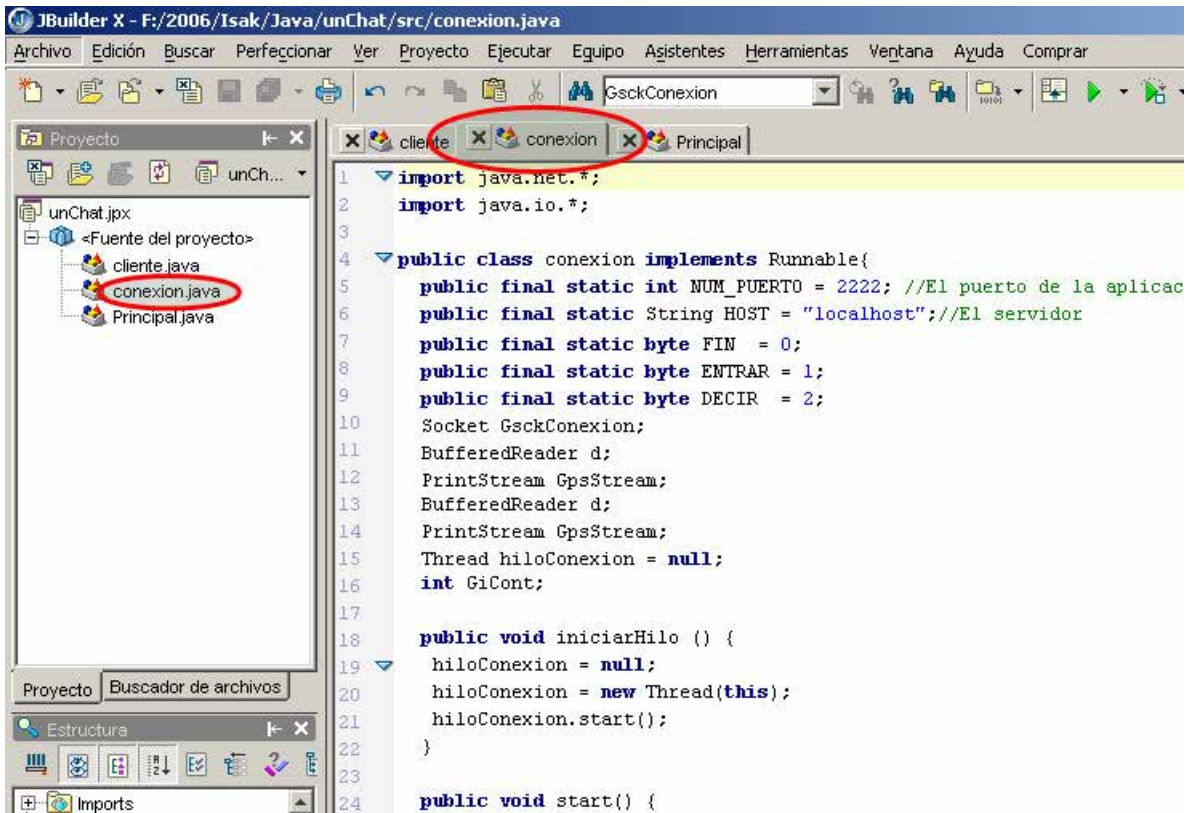 JBuilder X - F:/2006/Isak/Java/unChat/src/conexion.java
Archivo Edición Buscar Perfeccionar Ver Proyecto Ejecutar Equipo Asistentes Herramientas Ventana Ayuda Comprar
GsckConexion
Proyecto
unCh...
unChat.jpx
<Fuente del proyecto>
cliente.java
conexion.java
Principal.java
Proyecto Buscador de archivos
Estructura
Imports
cliente conexion Principal
1 import java.net.*;
2 import java.io.*;
3
4 public class conexion implements Runnable{
5 public final static int NUM_PUERTO = 2222; //El puerto de la aplicac
6 public final static String HOST = "localhost";//El servidor
7 public final static byte FIN = 0;
8 public final static byte ENTRAR = 1;
9 public final static byte DECIR = 2;
10 Socket GsckConexion;
11 BufferedReader d;
12 PrintStream GpsStream;
13 BufferedReader d;
14 PrintStream GpsStream;
15 Thread hiloConexion = null;
16 int GiCont;
17
18 public void iniciarHilo () {
19 hiloConexion = null;
20 hiloConexion = new Thread(this);
21 hiloConexion.start();
22 }
23
24 public void start() {